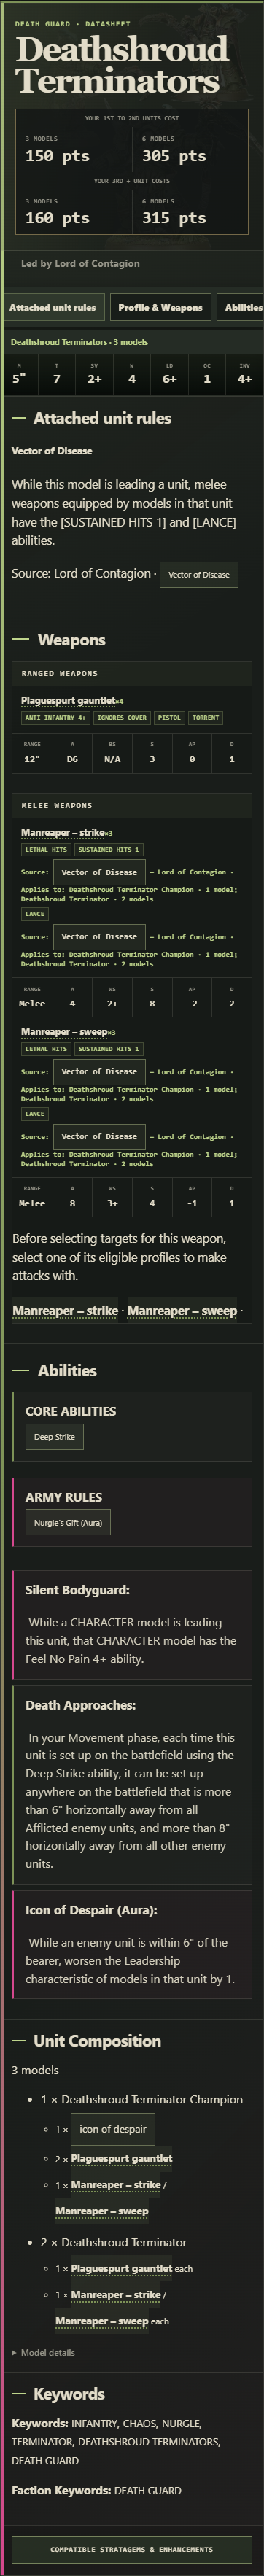 DEATH GUARD · DATASHEET
Deathshroud
Terminators
YOUR 1ST TO 2ND UNITS COST
3 MODELS
150 pts
6 MODELS
305 pts
YOUR 3RD + UNIT COSTS
3 MODELS
160 pts
6 MODELS
315 pts
Led by Lord of Contagion
Attached unit rules
Profile & Weapons
Abilities
Deathshroud Terminators · 3 models
M T SV W LD OC INV
5" 7 2+ 4 6+ 1 4+
Attached unit rules
Vector of Disease
While this model is leading a unit, melee
weapons equipped by models in that unit
have the [SUSTAINED HITS 1] and [LANCE]
abilities.
Source: Lord of Contagion · Vector of Disease
Weapons
RANGED WEAPONS
Plaguespurt gauntlet×4
ANTI-INFANTRY 4+ IGNORES COVER PISTOL TORRENT
RANGE A BS S AP D
12" D6 N/A 3 0 1
MELEE WEAPONS
Manreaper – strike×3
LETHAL HITS SUSTAINED HITS 1
Source: Vector of Disease — Lord of Contagion ·
Applies to: Deathshroud Terminator Champion · 1 model;
Deathshroud Terminator · 2 models
LANCE
Source: Vector of Disease — Lord of Contagion ·
Applies to: Deathshroud Terminator Champion · 1 model;
Deathshroud Terminator · 2 models
RANGE A WS S AP D
Melee 4 2+ 8 -2 2
Manreaper – sweep×3
LETHAL HITS SUSTAINED HITS 1
Source: Vector of Disease — Lord of Contagion ·
Applies to: Deathshroud Terminator Champion · 1 model;
Deathshroud Terminator · 2 models
LANCE
Source: Vector of Disease — Lord of Contagion ·
Applies to: Deathshroud Terminator Champion · 1 model;
Deathshroud Terminator · 2 models
RANGE A WS S AP D
Melee 8 3+ 4 -1 1
Before selecting targets for this weapon,
select one of its eligible profiles to make
attacks with.
Manreaper – strike · Manreaper – sweep ·
Abilities
CORE ABILITIES
Deep Strike
ARMY RULES
Nurgle's Gift (Aura)
Silent Bodyguard:
While a CHARACTER model is leading
this unit, that CHARACTER model has the
Feel No Pain 4+ ability.
Death Approaches:
In your Movement phase, each time this
unit is set up on the battlefield using the
Deep Strike ability, it can be set up
anywhere on the battlefield that is more
than 6" horizontally away from all
Afflicted enemy units, and more than 8"
horizontally away from all other enemy
units.
Icon of Despair (Aura):
While an enemy unit is within 6" of the
bearer, worsen the Leadership
characteristic of models in that unit by 1.
Unit Composition
3 models
• 1 × Deathshroud Terminator Champion
◦ 1 × icon of despair
◦ 2 × Plaguespurt gauntlet
◦ 1 × Manreaper – strike /
Manreaper – sweep
• 2 × Deathshroud Terminator
◦ 1 × Plaguespurt gauntlet each
◦ 1 × Manreaper – strike /
Manreaper – sweep each
▶ Model details
Keywords
Keywords: INFANTRY, CHAOS, NURGLE,
TERMINATOR, DEATHSHROUD TERMINATORS,
DEATH GUARD
Faction Keywords: DEATH GUARD
COMPATIBLE STRATAGEMS & ENHANCEMENTS